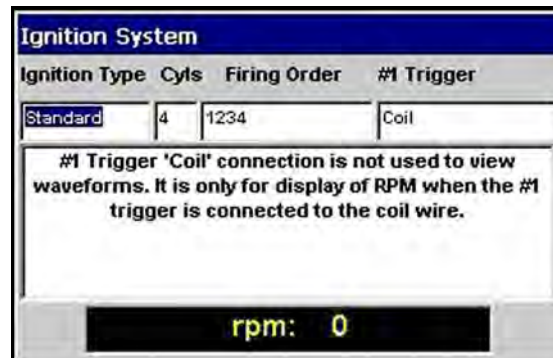 Ignition System
Ignition Type Cyls Firing Order #1 Trigger
Standard 4 1234 Coil
#1 Trigger 'Coil' connection is not used to view
waveforms. It is only for display of RPM when the #1
trigger is connected to the coil wire.
rpm: 0